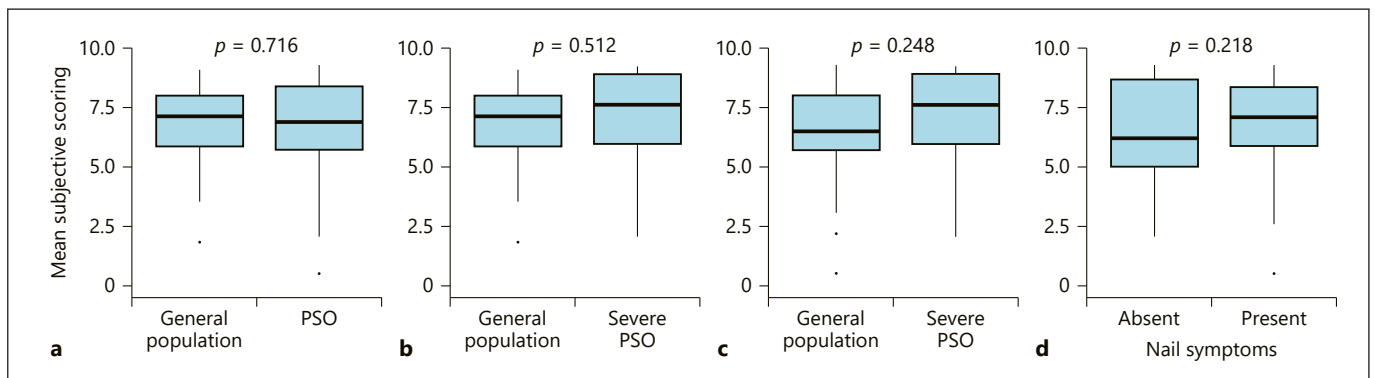 Mean subjective scoring
10.0
7.5
5.0
2.5
0
p = 0.716
General
population
PSO
a
10.0
7.5
5.0
2.5
0
p = 0.512
General
population
Severe
PSO
b
10.0
7.5
5.0
2.5
0
p = 0.248
General
population
Severe
PSO
c
10.0
7.5
5.0
2.5
0
p = 0.218
Absent
Present
Nail symptoms
d